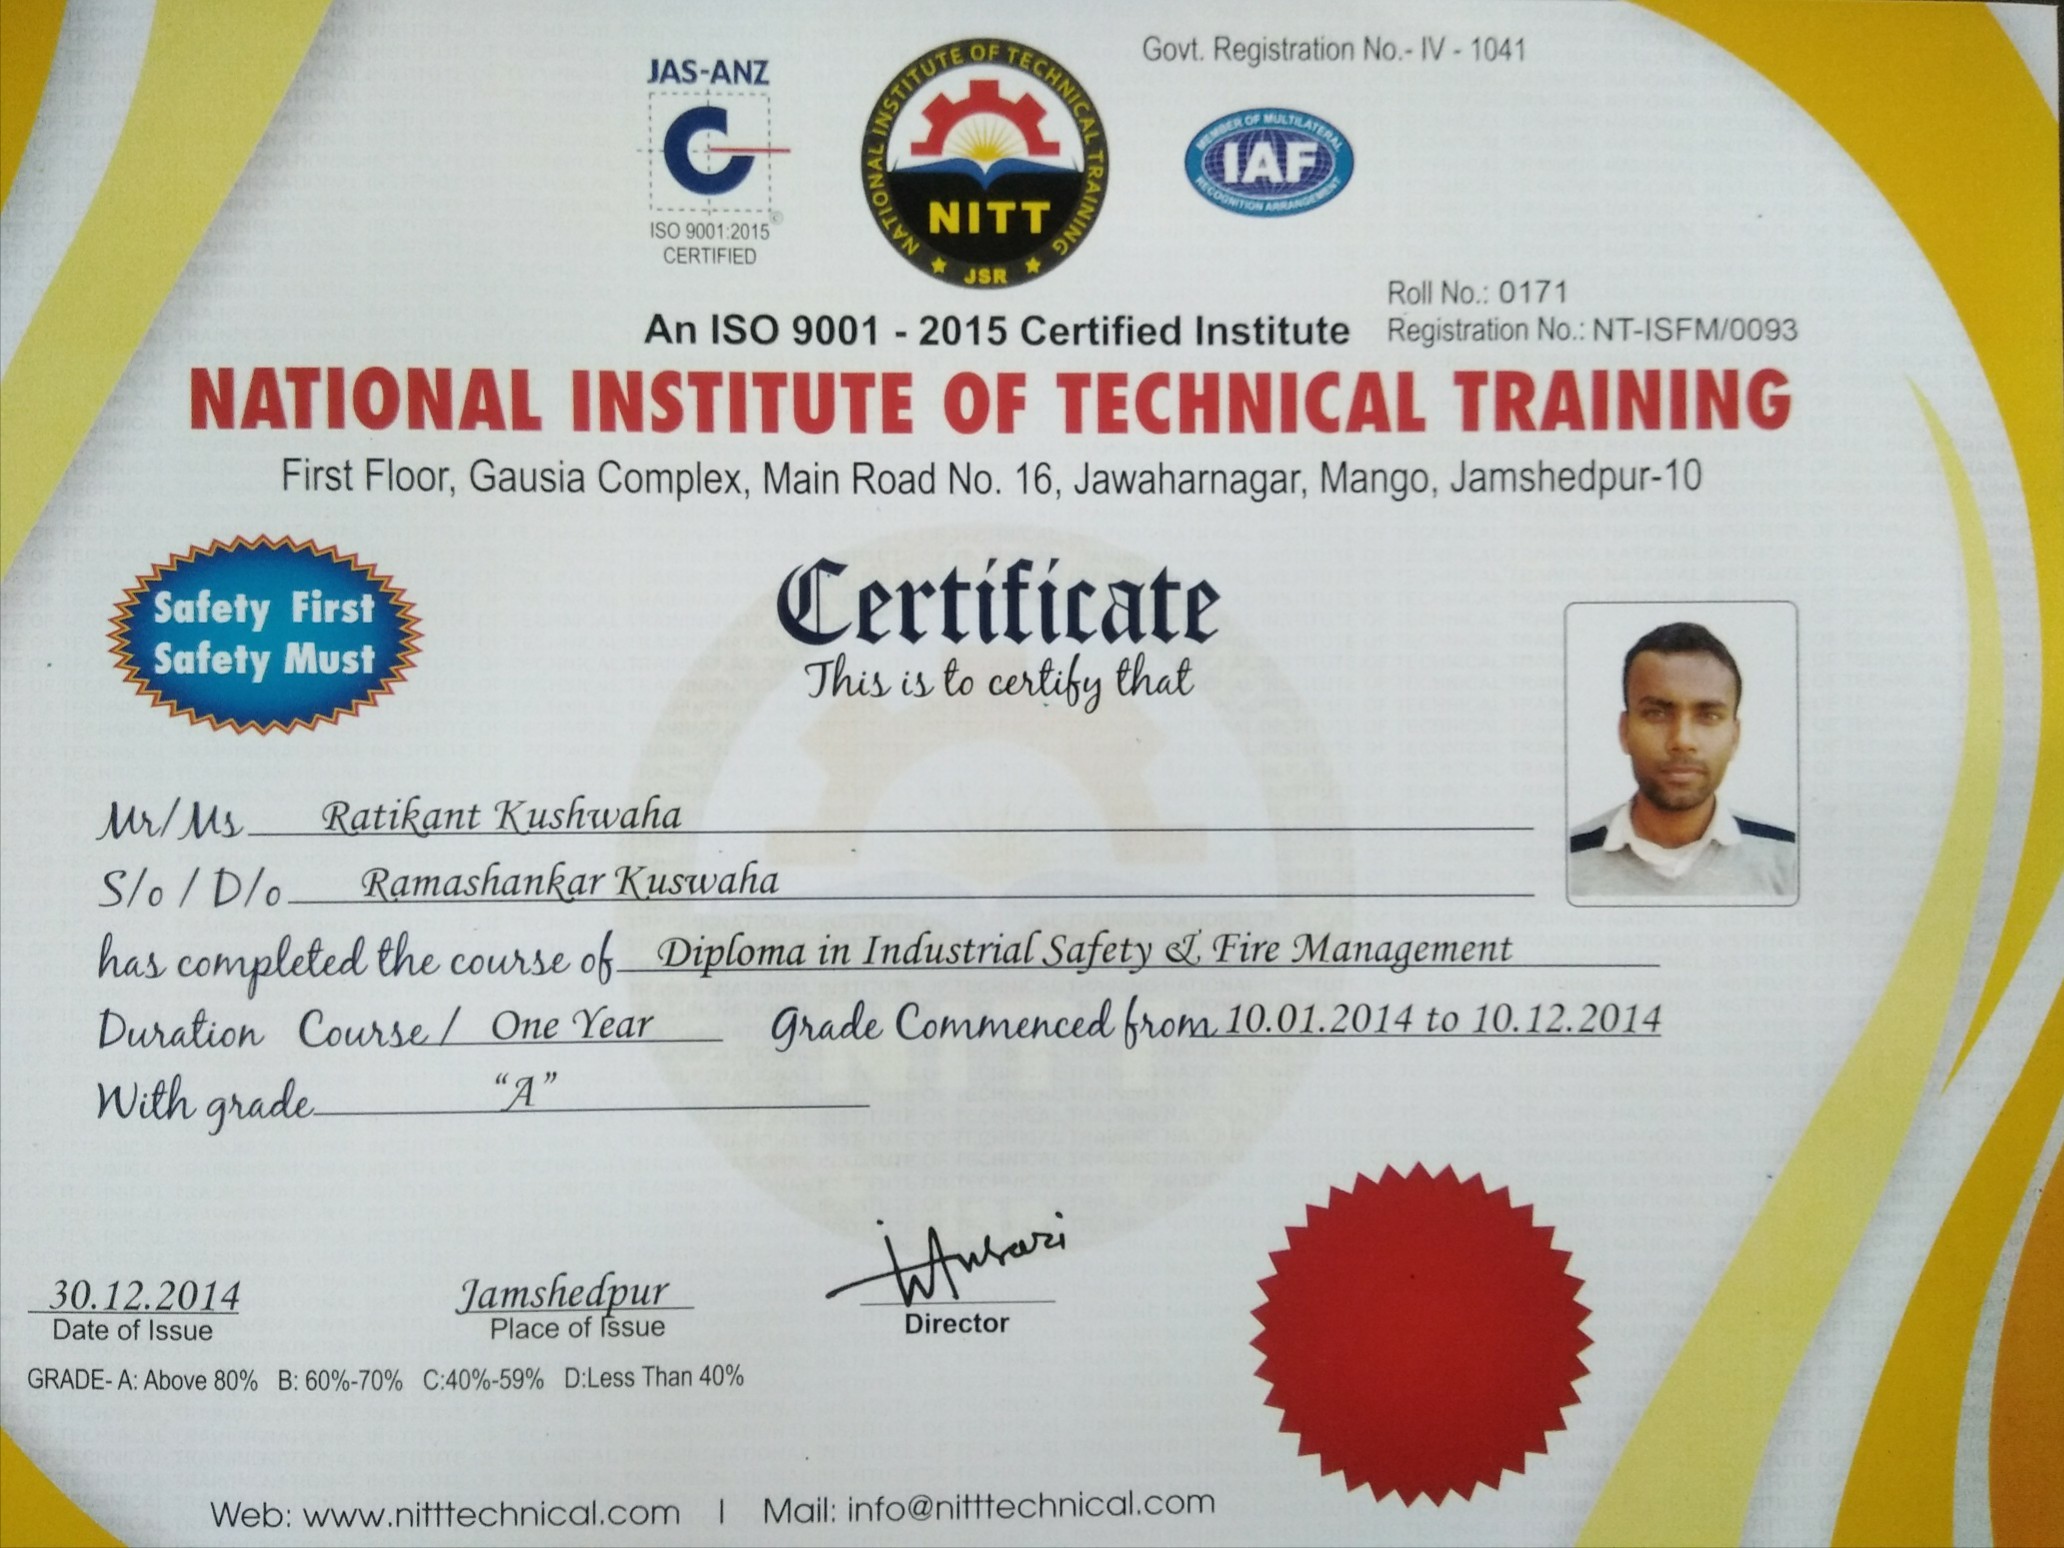 Govt. Registration No.- IV - 1041
JAS-ANZ
ISO 9001:2015
CERTIFIED
NATIONAL INSTITUTE OF TECHNICAL TRAINING
NITT
JSR
MEMBER OF MULTILATERAL
IAF
RECOGNITION ARRANGEMENT
Roll No.: 0171
An ISO 9001 - 2015 Certified Institute
Registration No.: NT-ISFM/0093
NATIONAL INSTITUTE OF TECHNICAL TRAINING
First Floor, Gausia Complex, Main Road No. 16, Jawaharnagar, Mango, Jamshedpur-10
Safety First
Safety Must
Certificate
This is to certify that
Mr/Ms Ratikant Kushwaha
S/o / D/o Ramashankar Kuswaha
has completed the course of Diploma in Industrial Safety & Fire Management
Duration Course / One Year Grade Commenced from 10.01.2014 to 10.12.2014
With grade "A"
Ansari
30.12.2014 Jamshedpur
Date of Issue Place of Issue Director
GRADE- A: Above 80% B: 60%-70% C:40%-59% D:Less Than 40%
Web: www.nitttechnical.com | Mail: info@nitttechnical.com